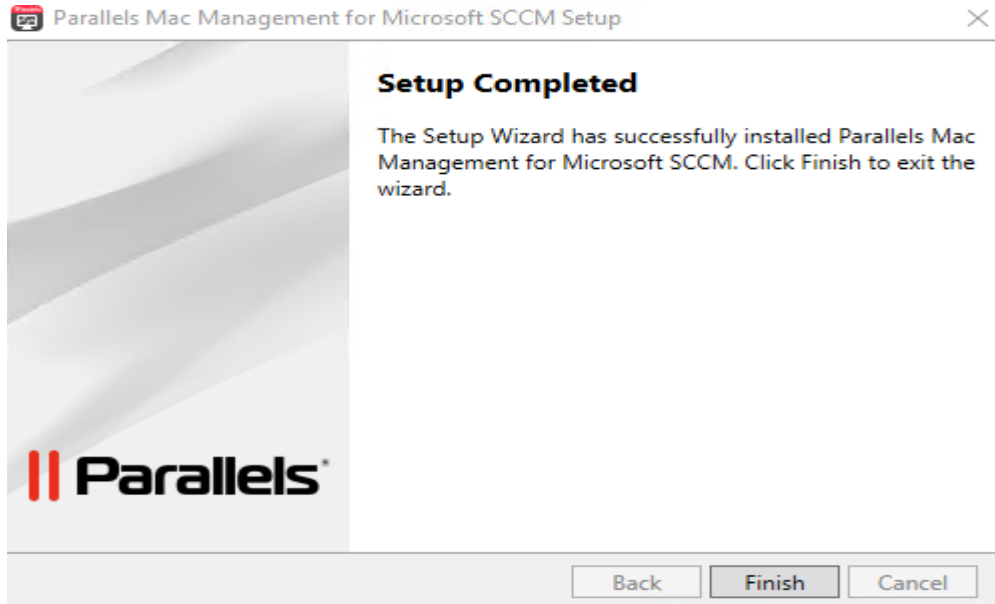 Parallels Mac Management for Microsoft SCCM Setup
Setup Completed
The Setup Wizard has successfully installed Parallels Mac
Management for Microsoft SCCM. Click Finish to exit the
wizard.
Parallels®
Back
Finish
Cancel